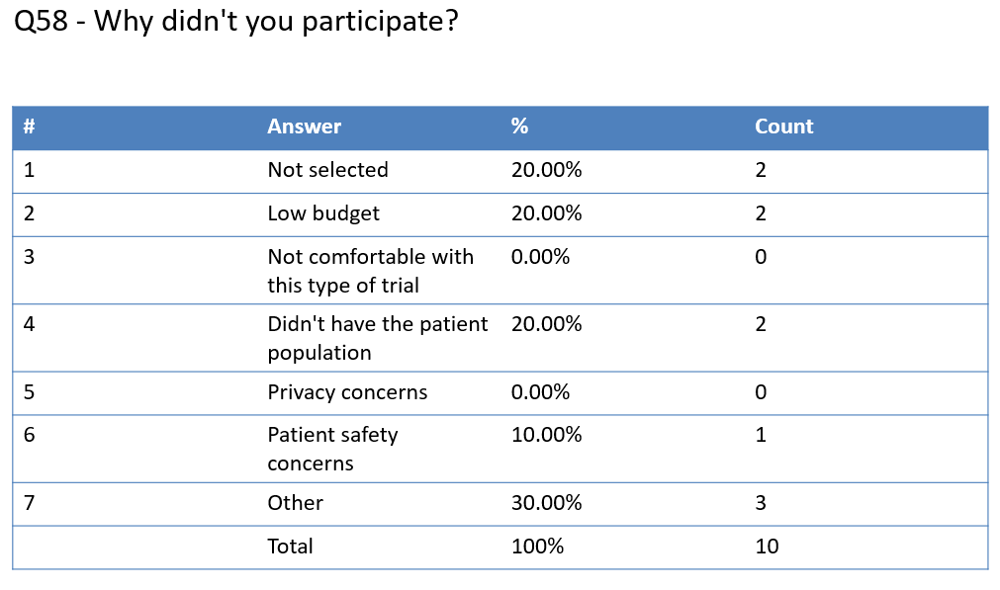 Q58 - Why didn't you participate?
# Answer % Count
1 Not selected 20.00% 2
2 Low budget 20.00% 2
3 Not comfortable with 0.00% 0
this type of trial
4 Didn't have the patient 20.00% 2
population
5 Privacy concerns 0.00% 0
6 Patient safety 10.00% 1
concerns
7 Other 30.00% 3
Total 100% 10